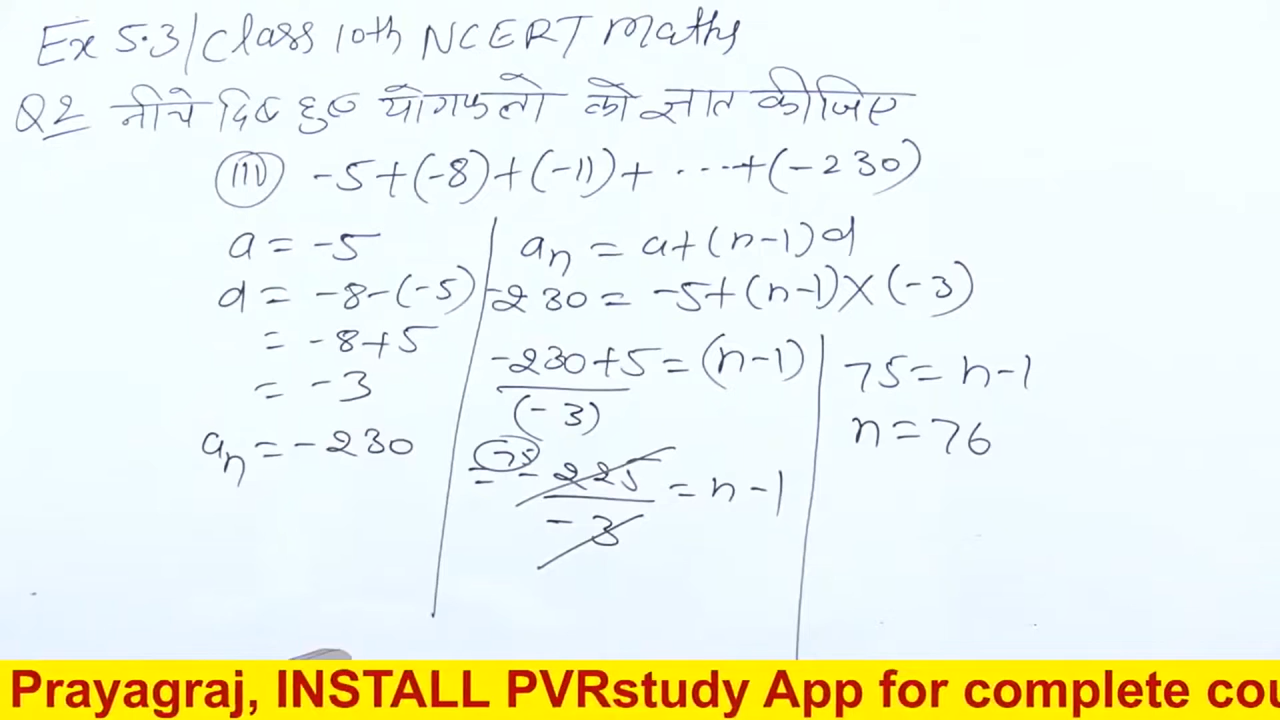 Ex 5.3/Class 10th NCERT Maths
Q2 नीचे दिए हुए योगफलो को ज्ञात कीजिए
(iii) -5+(-8)+(-11)+ ....+(-230)
a = -5
d = -8-(-5)
= -8+5
= -3
an = -230
an = a+(n-1)d
-230 = -5+(n-1)×(-3)
-230+5 = (n-1)
(-3)
75
= -225 = n-1
-3
75 = n-1
n = 76
Prayagraj, INSTALL PVRstudy App for complete cou